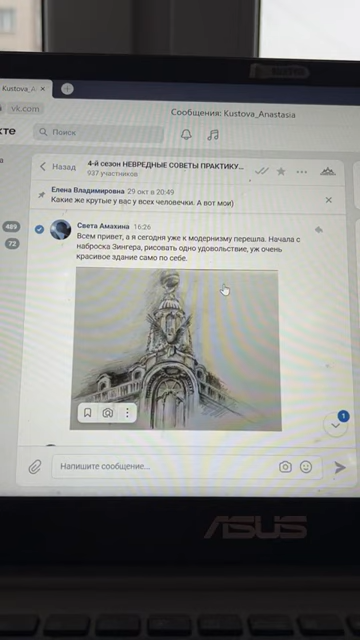 Kustova_A
vk.com
Сообщения: Kustova_Anastasia
кте
Поиск
Назад
4-й сезон НЕВРЕДНЫЕ СОВЕТЫ ПРАКТИКУ...
937 участников
Елена Владимировна 29 окт в 20:49
Какие же крутые у вас у всех человечки. А вот мои)
489
72
Света Амахина 16:26
Всем привет, а я сегодня уже к модернизму перешла. Начала с
наброска Зингера, рисовать одно удовольствие, уж очень
красивое здание само по себе.
1
Напишите сообщение...
ASUS